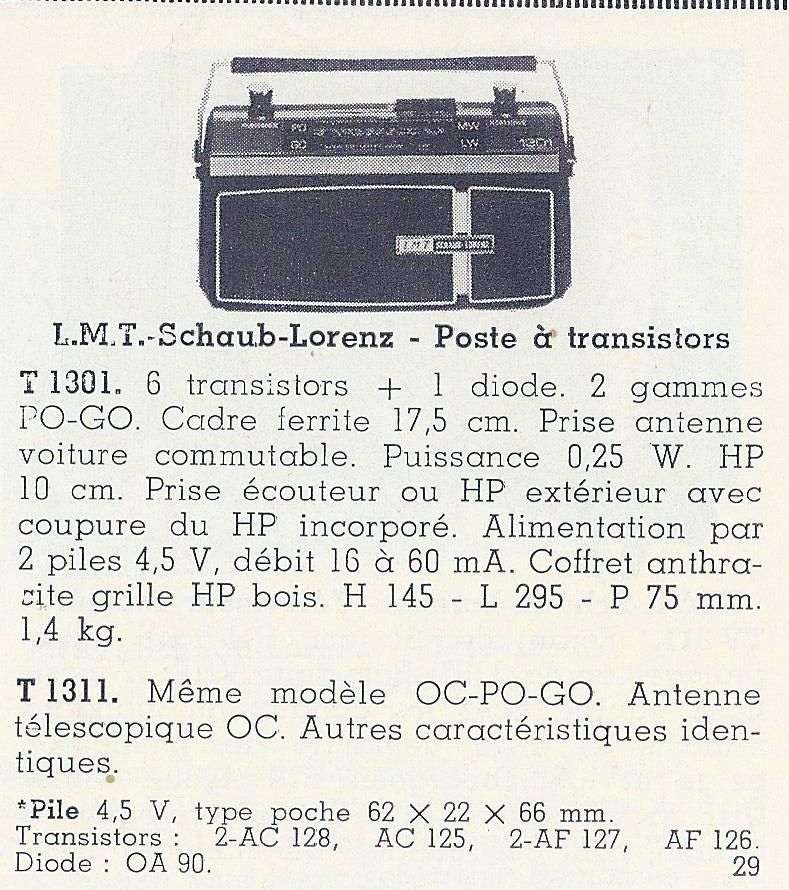 PO MW
GO LW 1301
ITT SCHAUB-LORENZ
L.M.T.-Schaub-Lorenz - Poste à transistors
T 1301. 6 transistors + 1 diode. 2 gammes
PO-GO. Cadre ferrite 17,5 cm. Prise antenne
voiture commutable. Puissance 0,25 W. HP
10 cm. Prise écouteur ou HP extérieur avec
coupure du HP incorporé. Alimentation par
2 piles 4,5 V, débit 16 à 60 mA. Coffret anthra-
cite grille HP bois. H 145 - L 295 - P 75 mm.
1,4 kg.
T 1311. Même modèle OC-PO-GO. Antenne
télescopique OC. Autres caractéristiques iden-
tiques.
*Pile 4,5 V, type poche 62 X 22 X 66 mm.
Transistors : 2-AC 128, AC 125, 2-AF 127, AF 126.
Diode : OA 90. 29